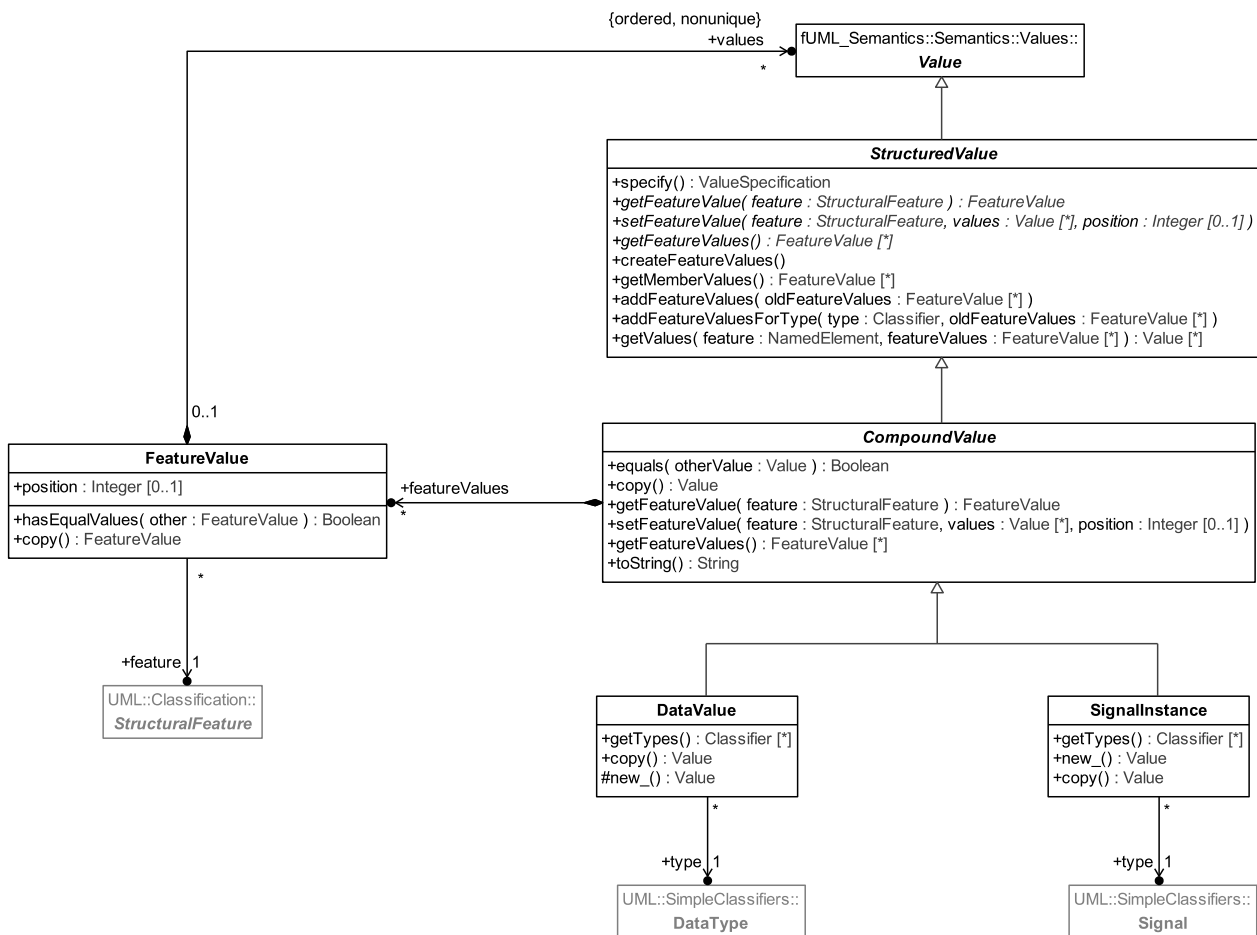 {ordered, nonunique}
+values
*
fUML_Semantics::Semantics::Values::
Value
StructuredValue
+specify() : ValueSpecification
+getFeatureValue( feature : StructuralFeature ) : FeatureValue
+setFeatureValue( feature : StructuralFeature, values : Value [*], position : Integer [0..1] )
+getFeatureValues() : FeatureValue [*]
+createFeatureValues()
+getMemberValues() : FeatureValue [*]
+addFeatureValues( oldFeatureValues : FeatureValue [*] )
+addFeatureValuesForType( type : Classifier, oldFeatureValues : FeatureValue [*] )
+getValues( feature : NamedElement, featureValues : FeatureValue [*] ) : Value [*]
0..1
FeatureValue
+position : Integer [0..1]
+hasEqualValues( other : FeatureValue ) : Boolean
+copy() : FeatureValue
+featureValues
*
CompoundValue
+equals( otherValue : Value ) : Boolean
+copy() : Value
+getFeatureValue( feature : StructuralFeature ) : FeatureValue
+setFeatureValue( feature : StructuralFeature, values : Value [*], position : Integer [0..1] )
+getFeatureValues() : FeatureValue [*]
+toString() : String
*
+feature 1
UML::Classification::
StructuralFeature
DataValue
+getTypes() : Classifier [*]
+copy() : Value
#new_() : Value
*
+type 1
UML::SimpleClassifiers::
DataType
SignalInstance
+getTypes() : Classifier [*]
+new_() : Value
+copy() : Value
*
+type 1
UML::SimpleClassifiers::
Signal